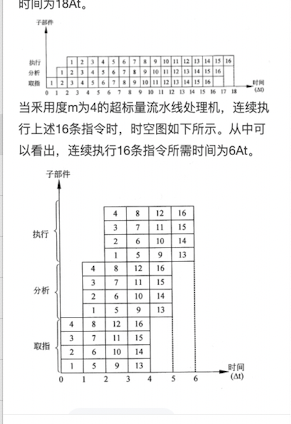 时间为18At。
子部件
执行 1 2 3 4 5 6 7 8 9 10 11 12 13 14 15 16
分析 1 2 3 4 5 6 7 8 9 10 11 12 13 14 15 16
取指 1 2 3 4 5 6 7 8 9 10 11 12 13 14 15 16
时间
0 1 2 3 4 5 6 7 8 9 10 11 12 13 14 15 16 17 18 (Δt)
当采用度m为4的超标量流水线处理机，连续执
行上述16条指令时，时空图如下所示。从中可
以看出，连续执行16条指令所需时间为6At。
子部件
4 8 12 16
3 7 11 15
执行
2 6 10 14
1 5 9 13
4 8 12 16
3 7 11 15
分析
2 6 10 14
1 5 9 13
4 8 12 16
3 7 11 15
取指
2 6 10 14
1 5 9 13
时间
0 1 2 3 4 5 6 (Δt)